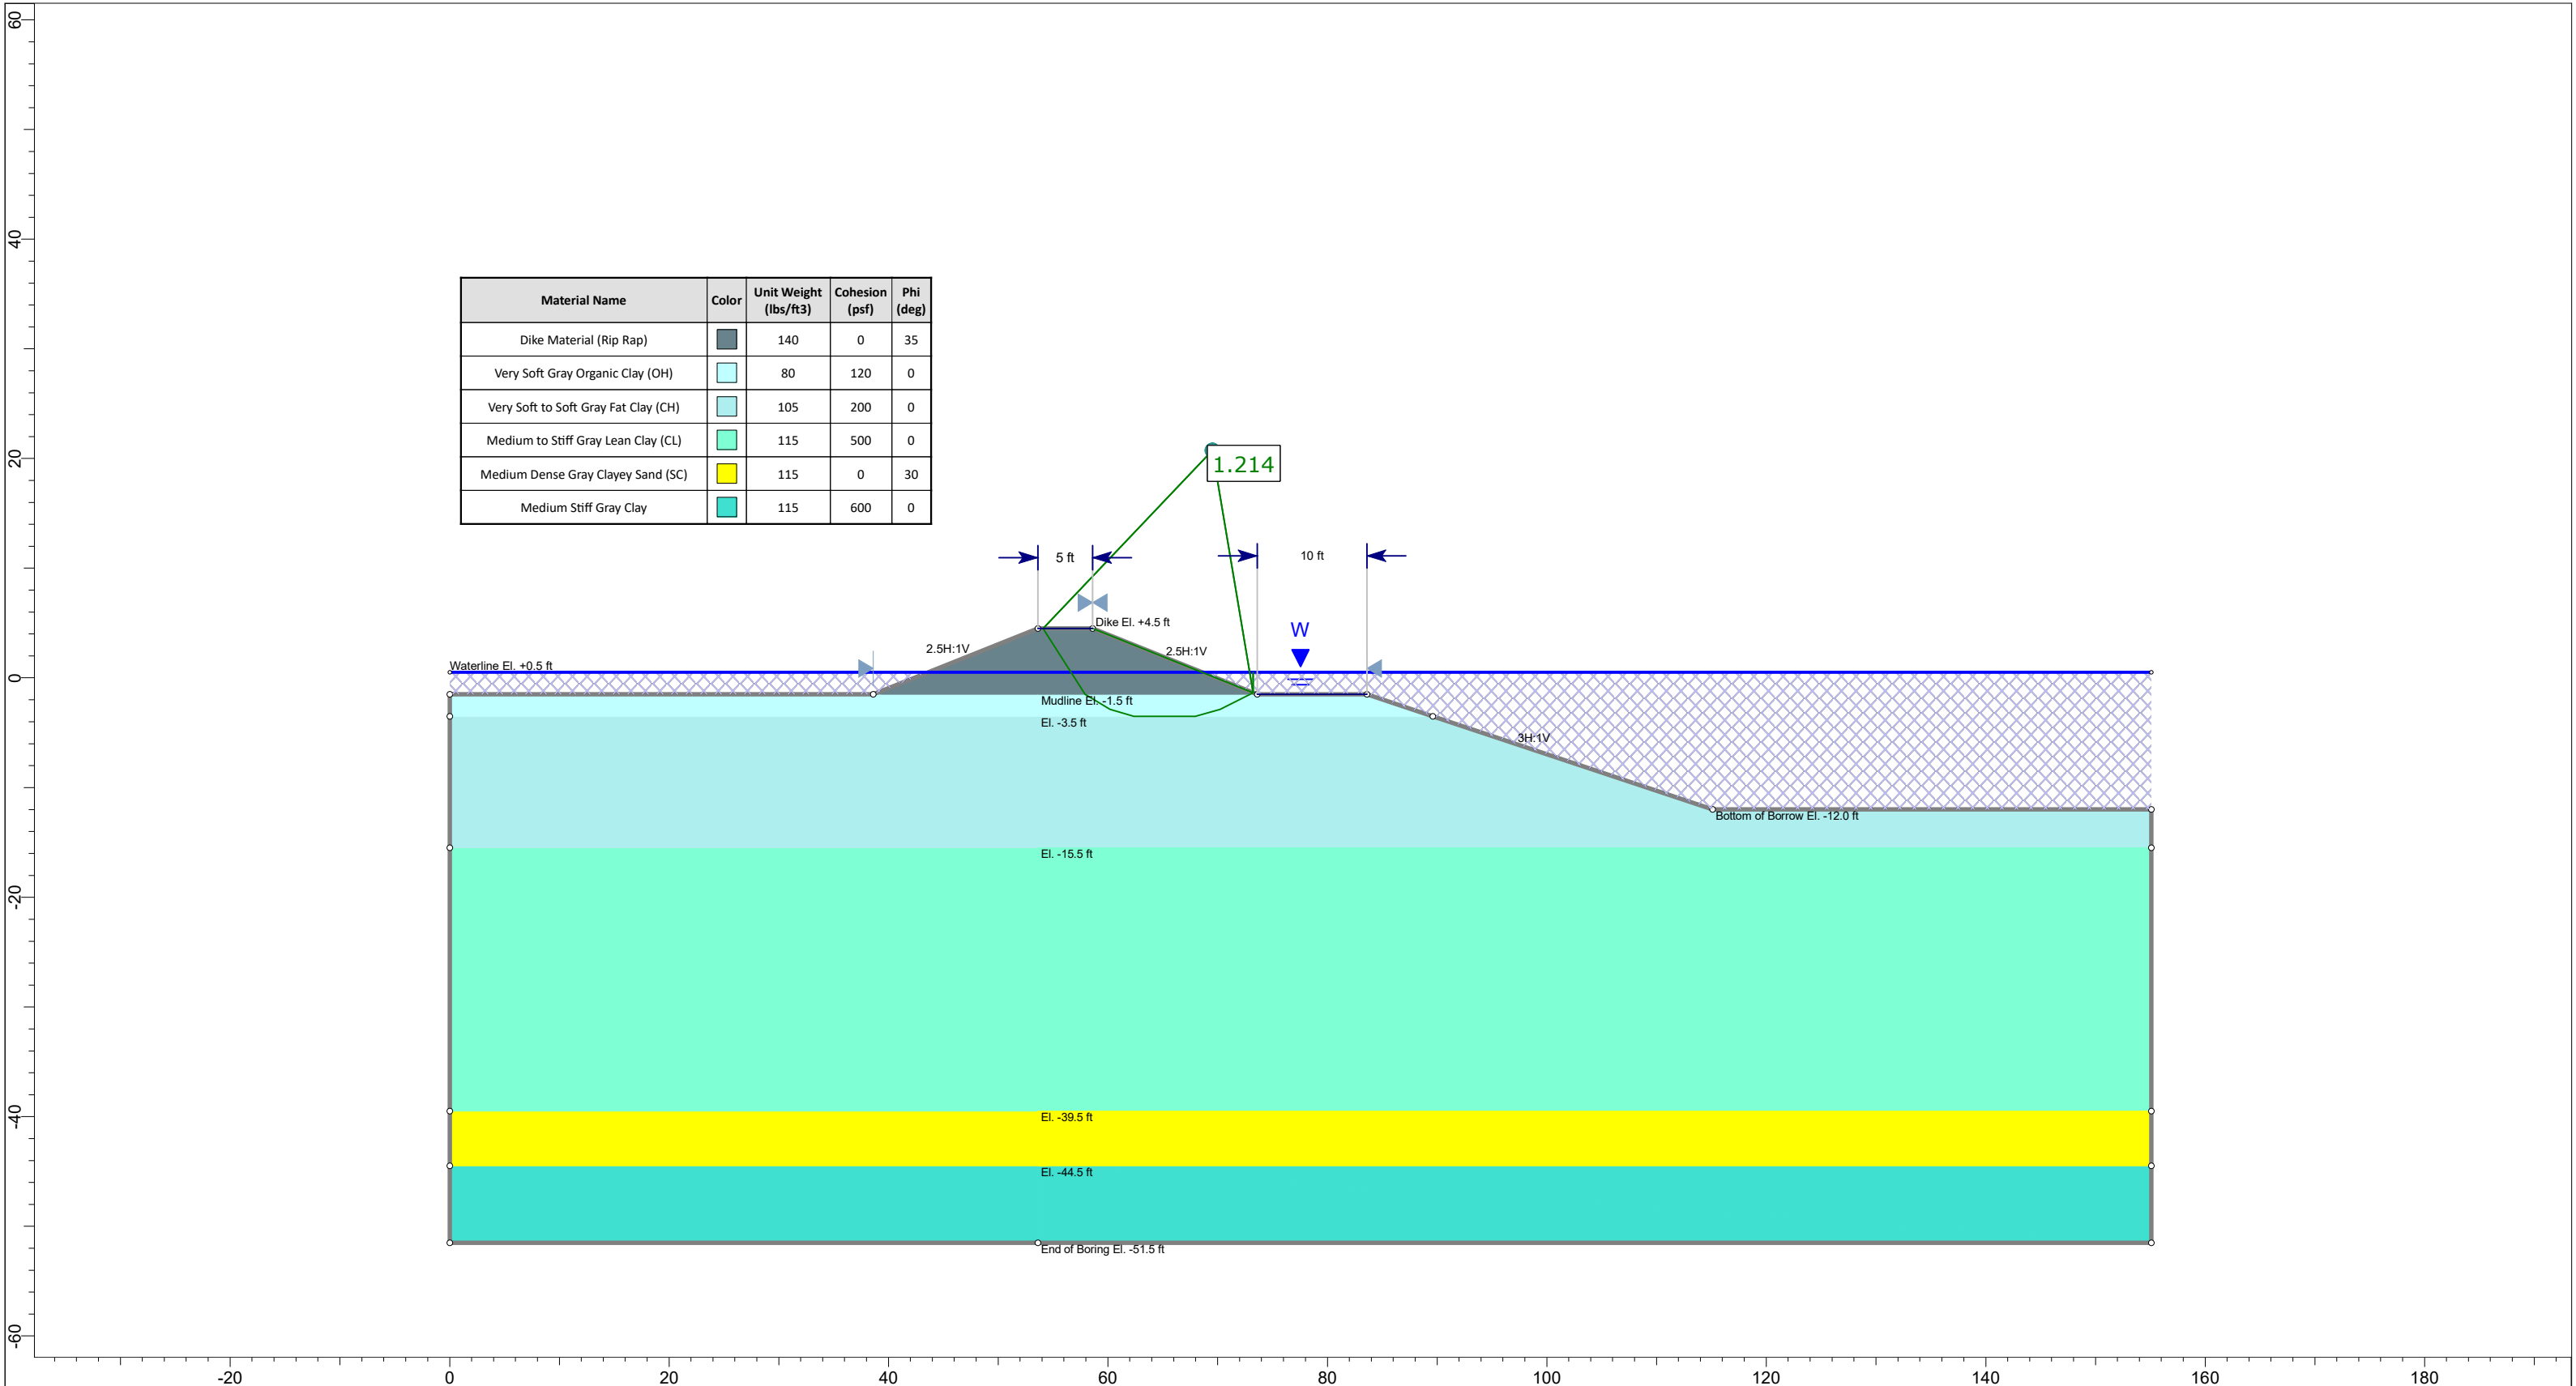 60
40
20
0
-20
-40
-60
Material Name Color Unit Weight (lbs/ft3) Cohesion (psf) Phi (deg)
Dike Material (Rip Rap) 140 0 35
Very Soft Gray Organic Clay (OH) 80 120 0
Very Soft to Soft Gray Fat Clay (CH) 105 200 0
Medium to Stiff Gray Lean Clay (CL) 115 500 0
Medium Dense Gray Clayey Sand (SC) 115 0 30
Medium Stiff Gray Clay 115 600 0
1.214
5 ft
10 ft
Dike El. +4.5 ft
W
2.5H:1V
2.5H:1V
Waterline El. +0.5 ft
Mudline El. -1.5 ft
El. -3.5 ft
3H:1V
Bottom of Borrow El. -12.0 ft
El. -15.5 ft
El. -39.5 ft
El. -44.5 ft
End of Boring El. -51.5 ft
-20 0 20 40 60 80 100 120 140 160 180